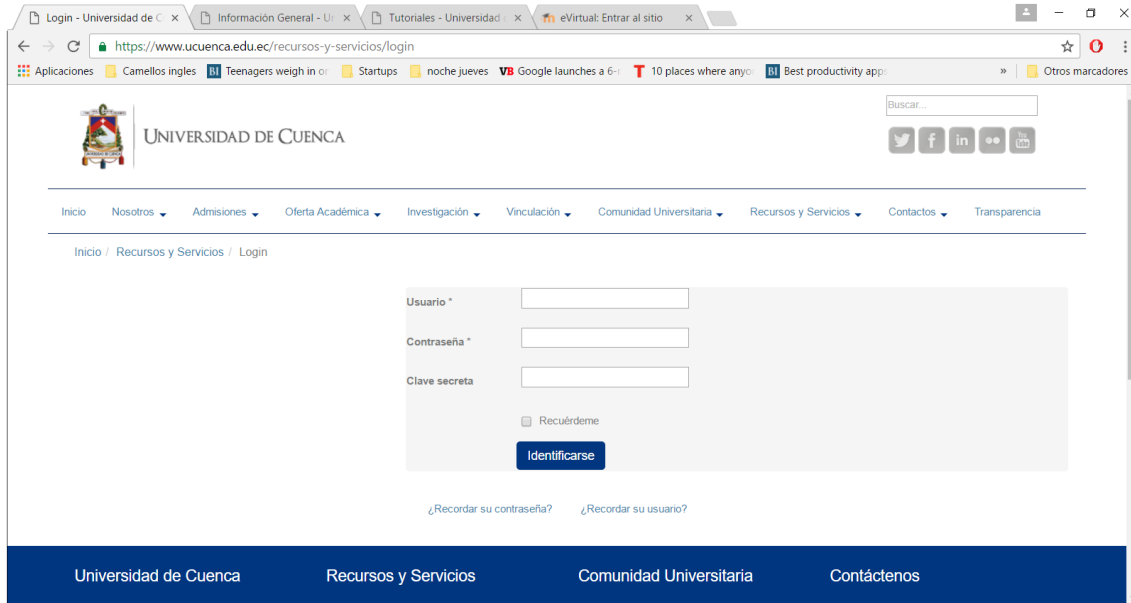 Login - Universidad de C
Información General - Un
Tutoriales - Universidad
eVirtual: Entrar al sitio
https://www.ucuenca.edu.ec/recursos-y-servicios/login
Aplicaciones Camellos ingles BI Teenagers weigh in on Startups noche jueves VB Google launches a 6- T 10 places where anyo BI Best productivity apps » Otros marcadores
Buscar...
UNIVERSIDAD DE CUENCA
Inicio Nosotros Admisiones Oferta Académica Investigación Vinculación Comunidad Universitaria Recursos y Servicios Contactos Transparencia
Inicio / Recursos y Servicios / Login
Usuario *
Contraseña *
Clave secreta
Recuérdeme
Identificarse
¿Recordar su contraseña? ¿Recordar su usuario?
Universidad de Cuenca Recursos y Servicios Comunidad Universitaria Contáctenos